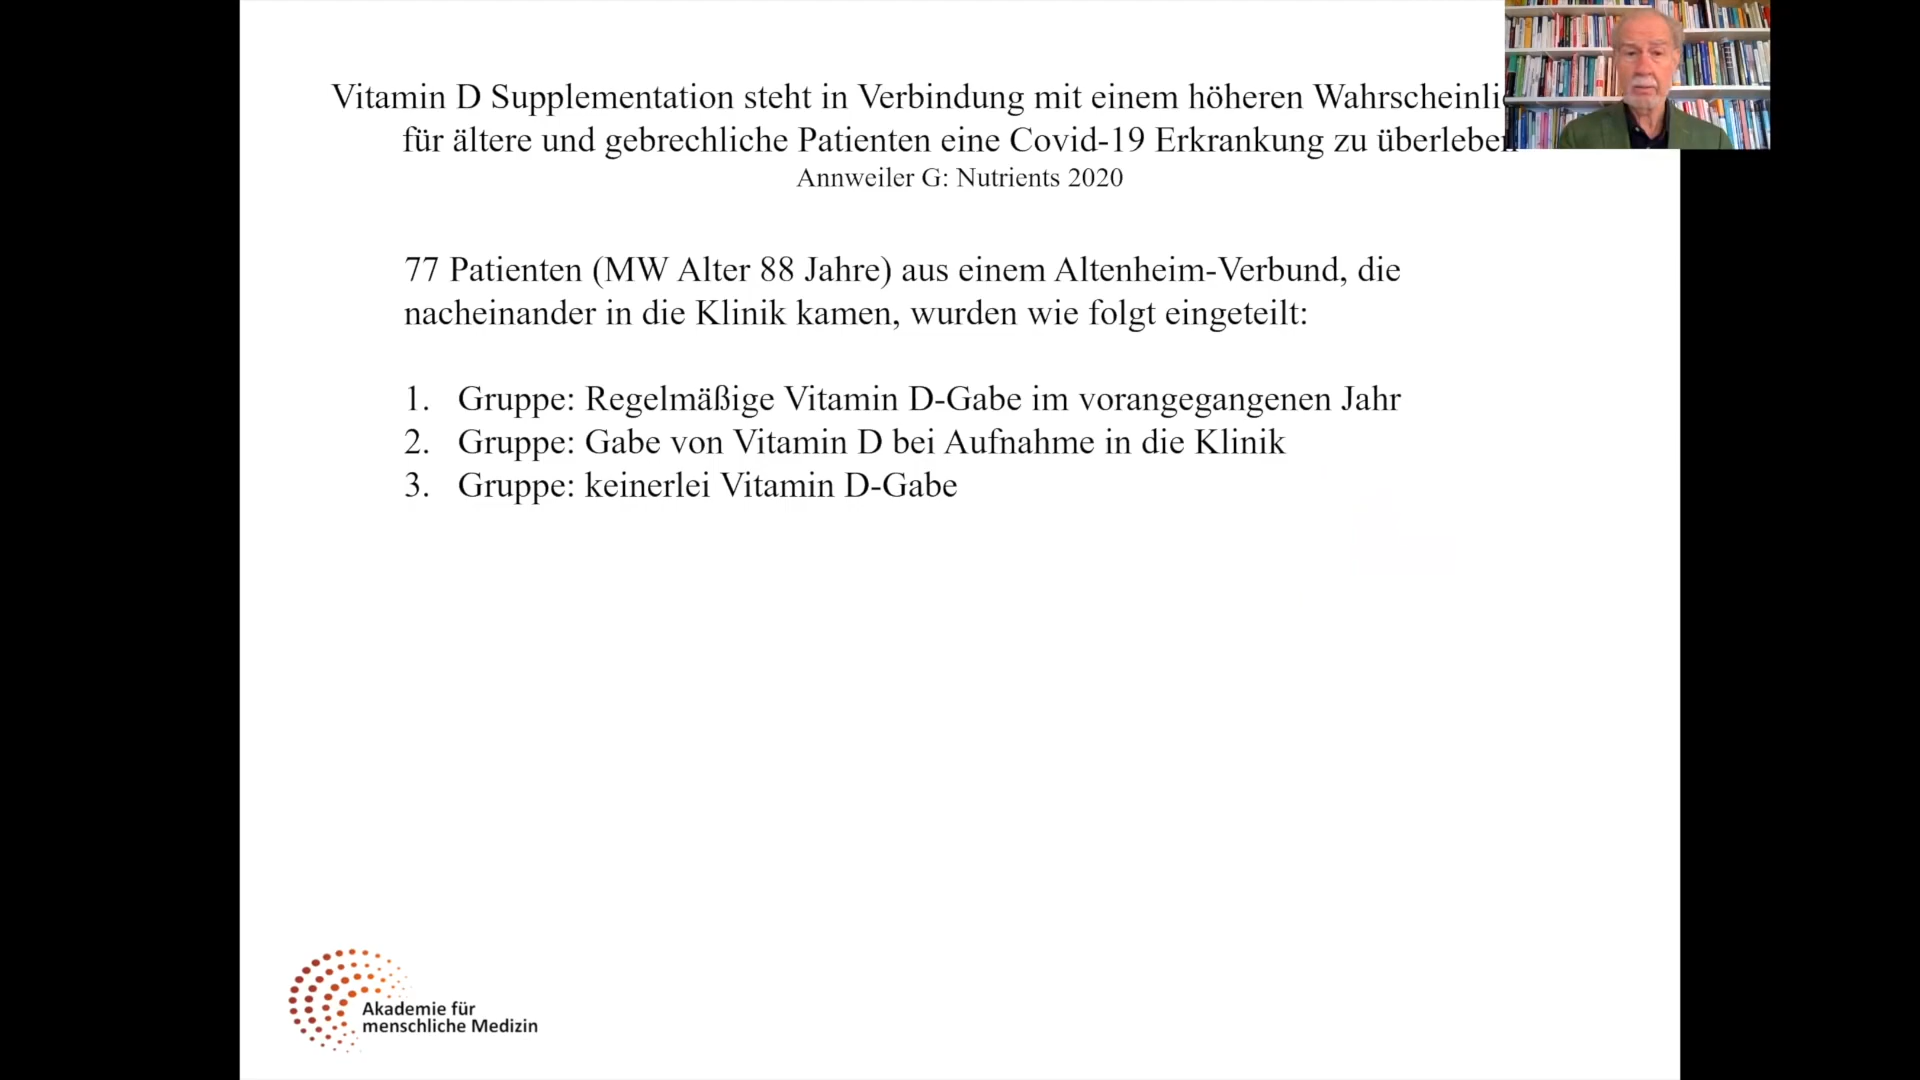 Vitamin D Supplementation steht in Verbindung mit einem höheren
für ältere und gebrechliche Patienten eine Covid-19 Erkrankung zu überleben
Annweiler G: Nutrients 2020
77 Patienten (MW Alter 88 Jahre) aus einem Altenheim-Verbund, die
nacheinander in die Klinik kamen, wurden wie folgt eingeteilt:
1. Gruppe: Regelmäßige Vitamin D-Gabe im vorangegangenen Jahr
2. Gruppe: Gabe von Vitamin D bei Aufnahme in die Klinik
3. Gruppe: keinerlei Vitamin D-Gabe
Akademie für
menschliche Medizin